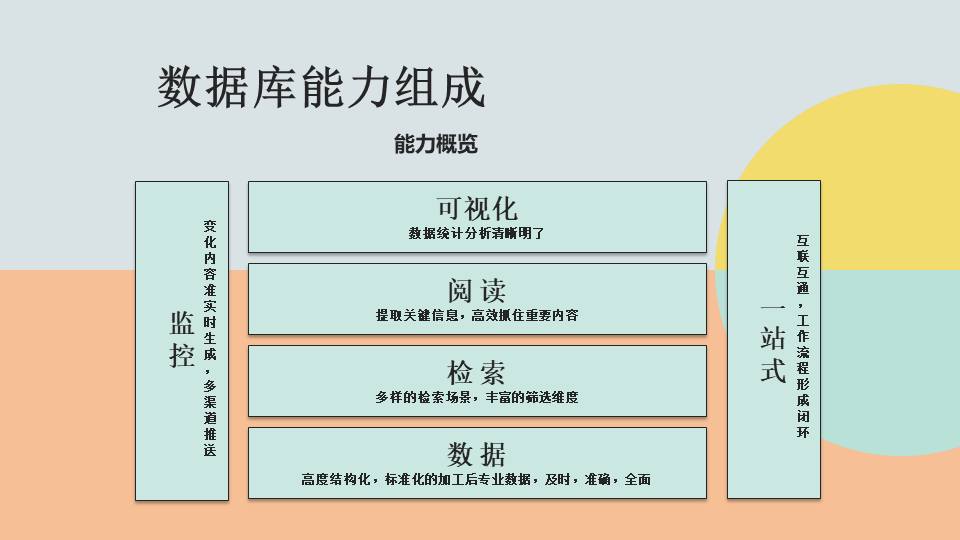 数据库能力组成
能力概览
监控
变化内容准实时生成，多渠道推送
可视化
数据统计分析清晰明了
阅读
提取关键信息，高效抓住重要内容
检索
多样的检索场景，丰富的筛选维度
数据
高度结构化，标准化的加工后专业数据，及时，准确，全面
一站式
互联互通，工作流程形成闭环